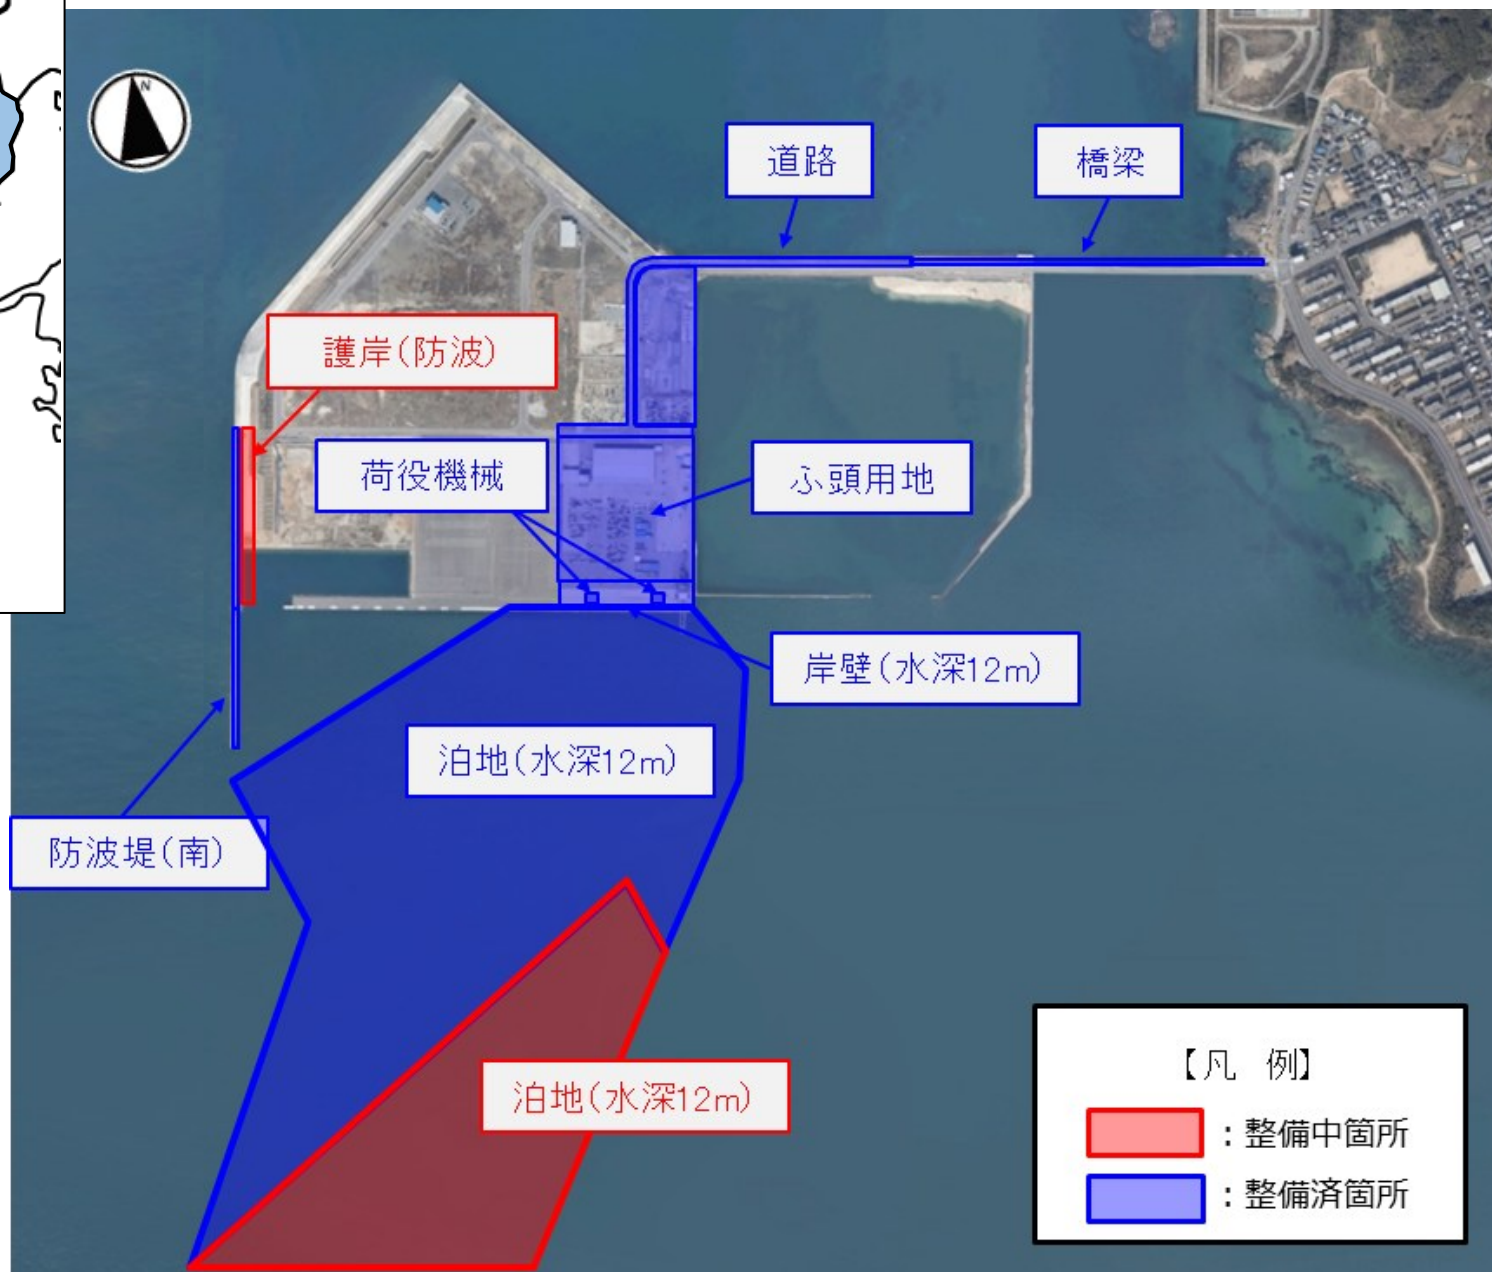 N
道路
橋梁
護岸(防波)
荷役機械
ふ頭用地
岸壁(水深12m)
泊地(水深12m)
防波堤(南)
泊地(水深12m)
【凡 例】
：整備中箇所
：整備済箇所